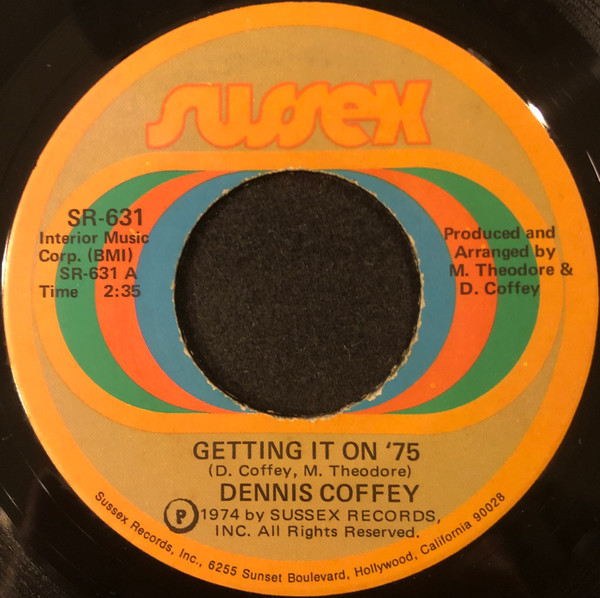 sussex
SR-631
Interior Music
Corp. (BMI)
SR-631 A
Time 2:35
Produced and
Arranged by
M. Theodore &
D. Coffey
GETTING IT ON '75
(D. Coffey, M. Theodore)
DENNIS COFFEY
Ⓟ1974 by SUSSEX RECORDS,
INC. All Rights Reserved.
Sussex Records, Inc., 6255 Sunset Boulevard, Hollywood, California 90028